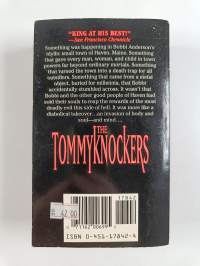 "KING AT HIS BEST!"
—San Francisco Chronicle
Something was happening in Bobbi Anderson's
idyllic small town of Haven, Maine. Something
that gave every man, woman, and child in town
powers far beyond ordinary mortals. Something
that turned the town into a death trap for all
outsiders. Something that came from a metal
object, buried for millennia, that Bobbi
accidentally stumbled across. It wasn't that
Bobbi and the other good people of Haven had
sold their souls to reap the rewards of the most
deadly evil this side of hell. It was more like a
diabolical takeover...an invasion of body and
soul—and mind....
THE
TOMMYKNOCKERS
17842
ISBN 0-451-17842-4